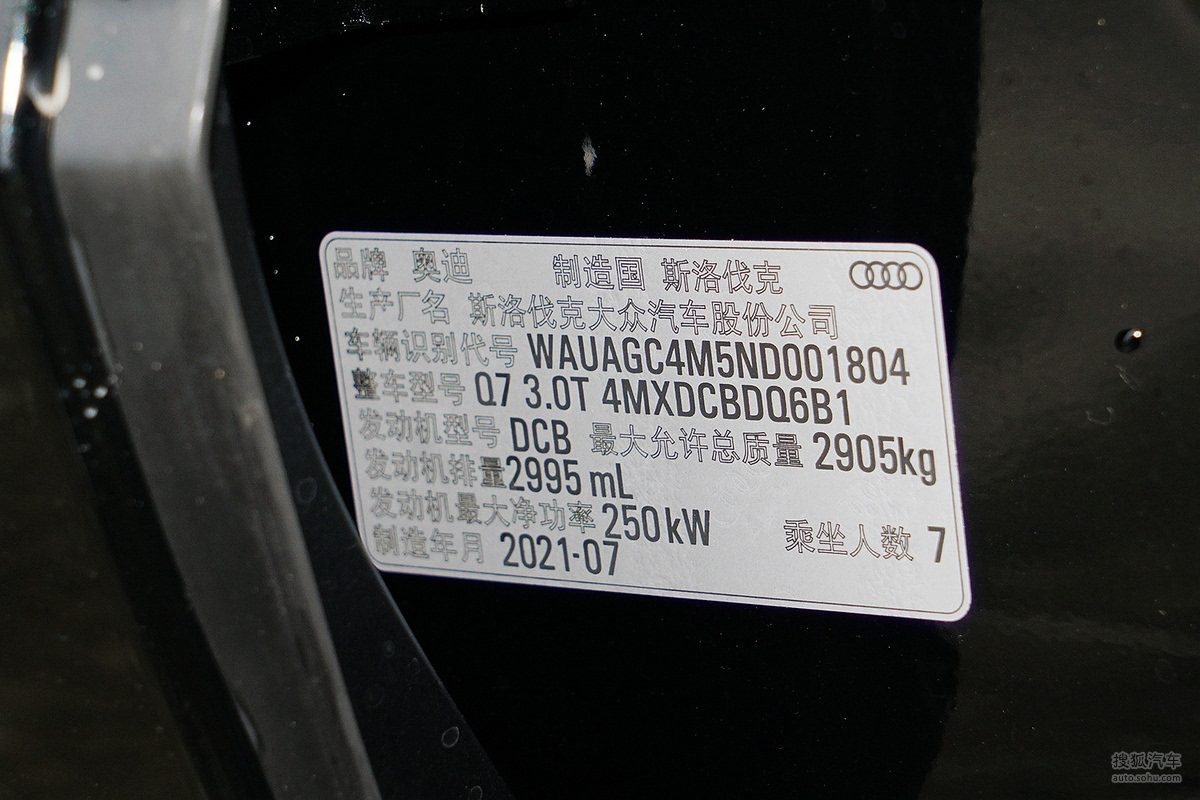 品牌 奥迪 制造国 斯洛伐克
生产厂名 斯洛伐克大众汽车股份公司
车辆识别代号 WAUAGC4M5ND001804
整车型号 Q7 3.0T 4MXDCBDQ6B1
发动机型号 DCB 最大允许总质量 2905kg
发动机排量 2995 mL
发动机最大净功率 250 kW 乘坐人数 7
制造年月 2021-07
搜狐汽车
auto.sohu.com